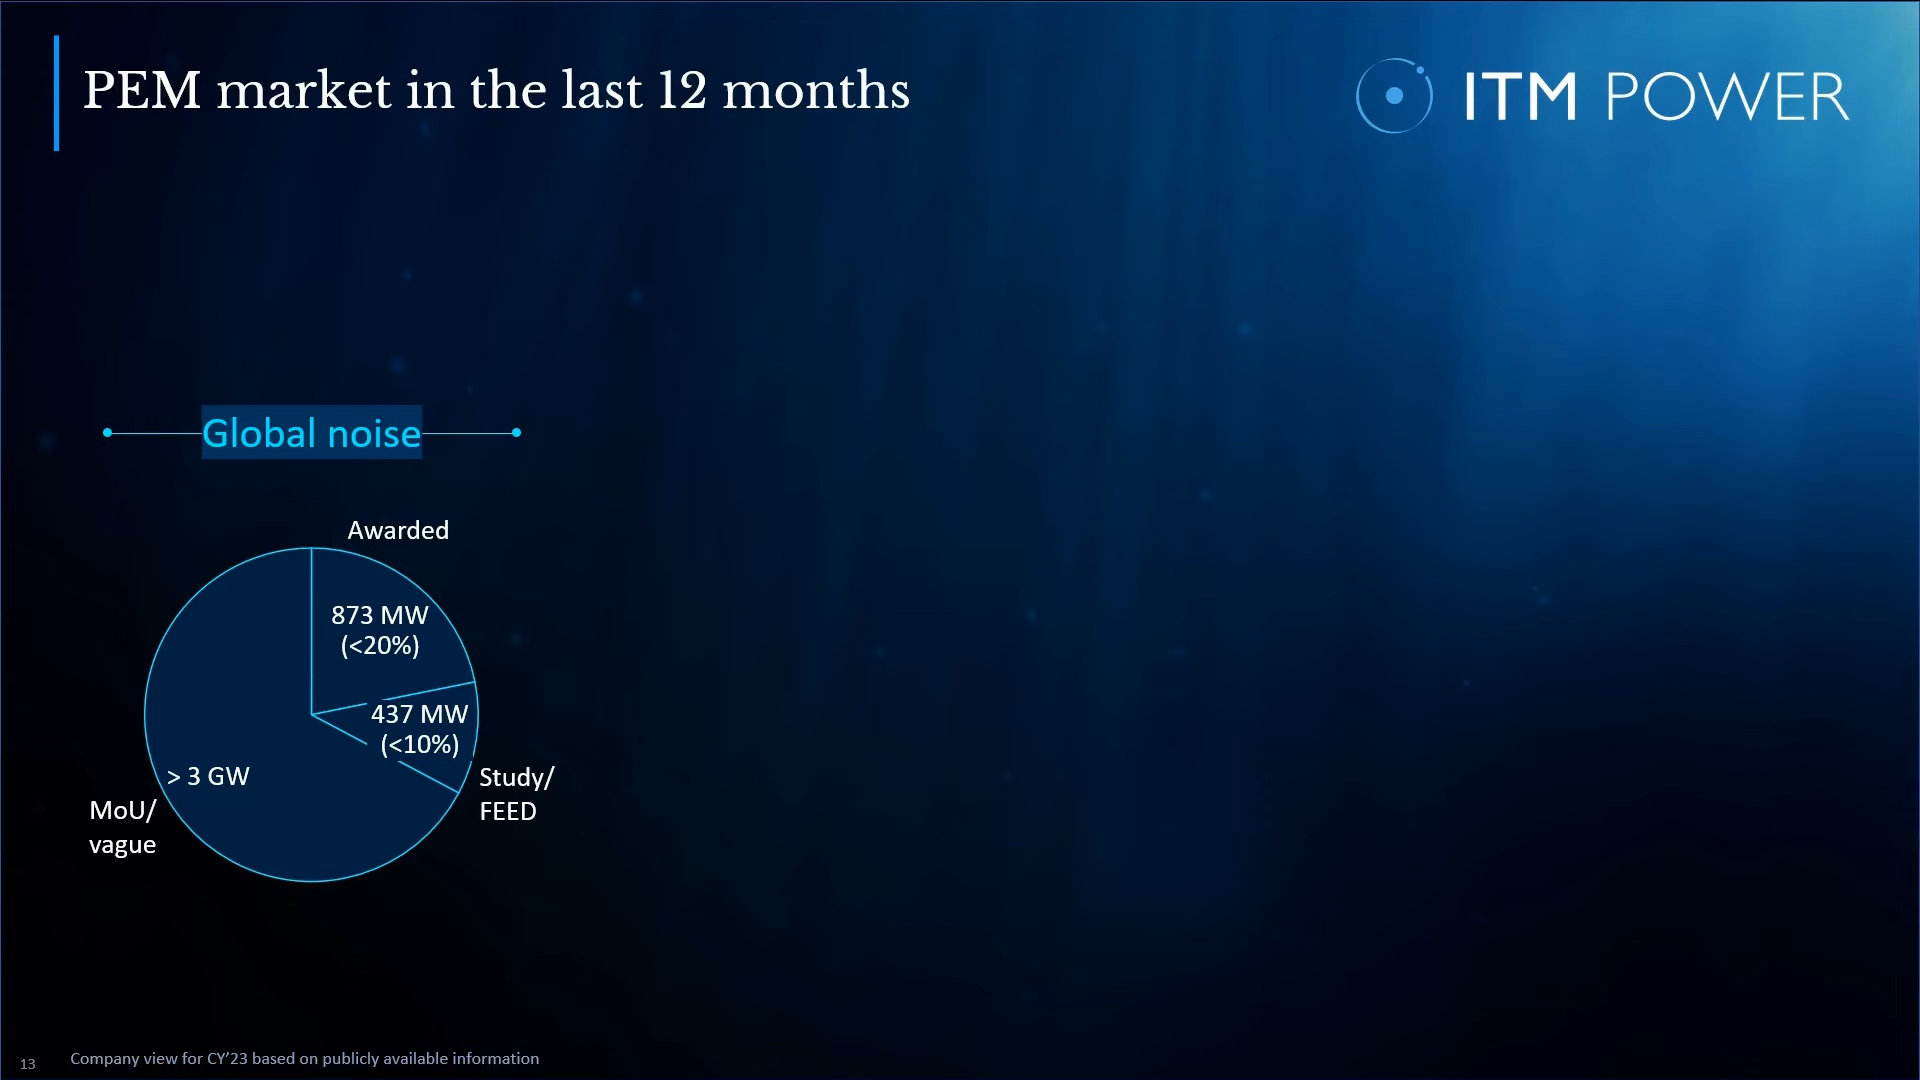 PEM market in the last 12 months
ITM POWER
Global noise
Awarded
873 MW
(<20%)
437 MW
(<10%)
Study/
FEED
> 3 GW
MoU/
vague
13
Company view for CY’23 based on publicly available information